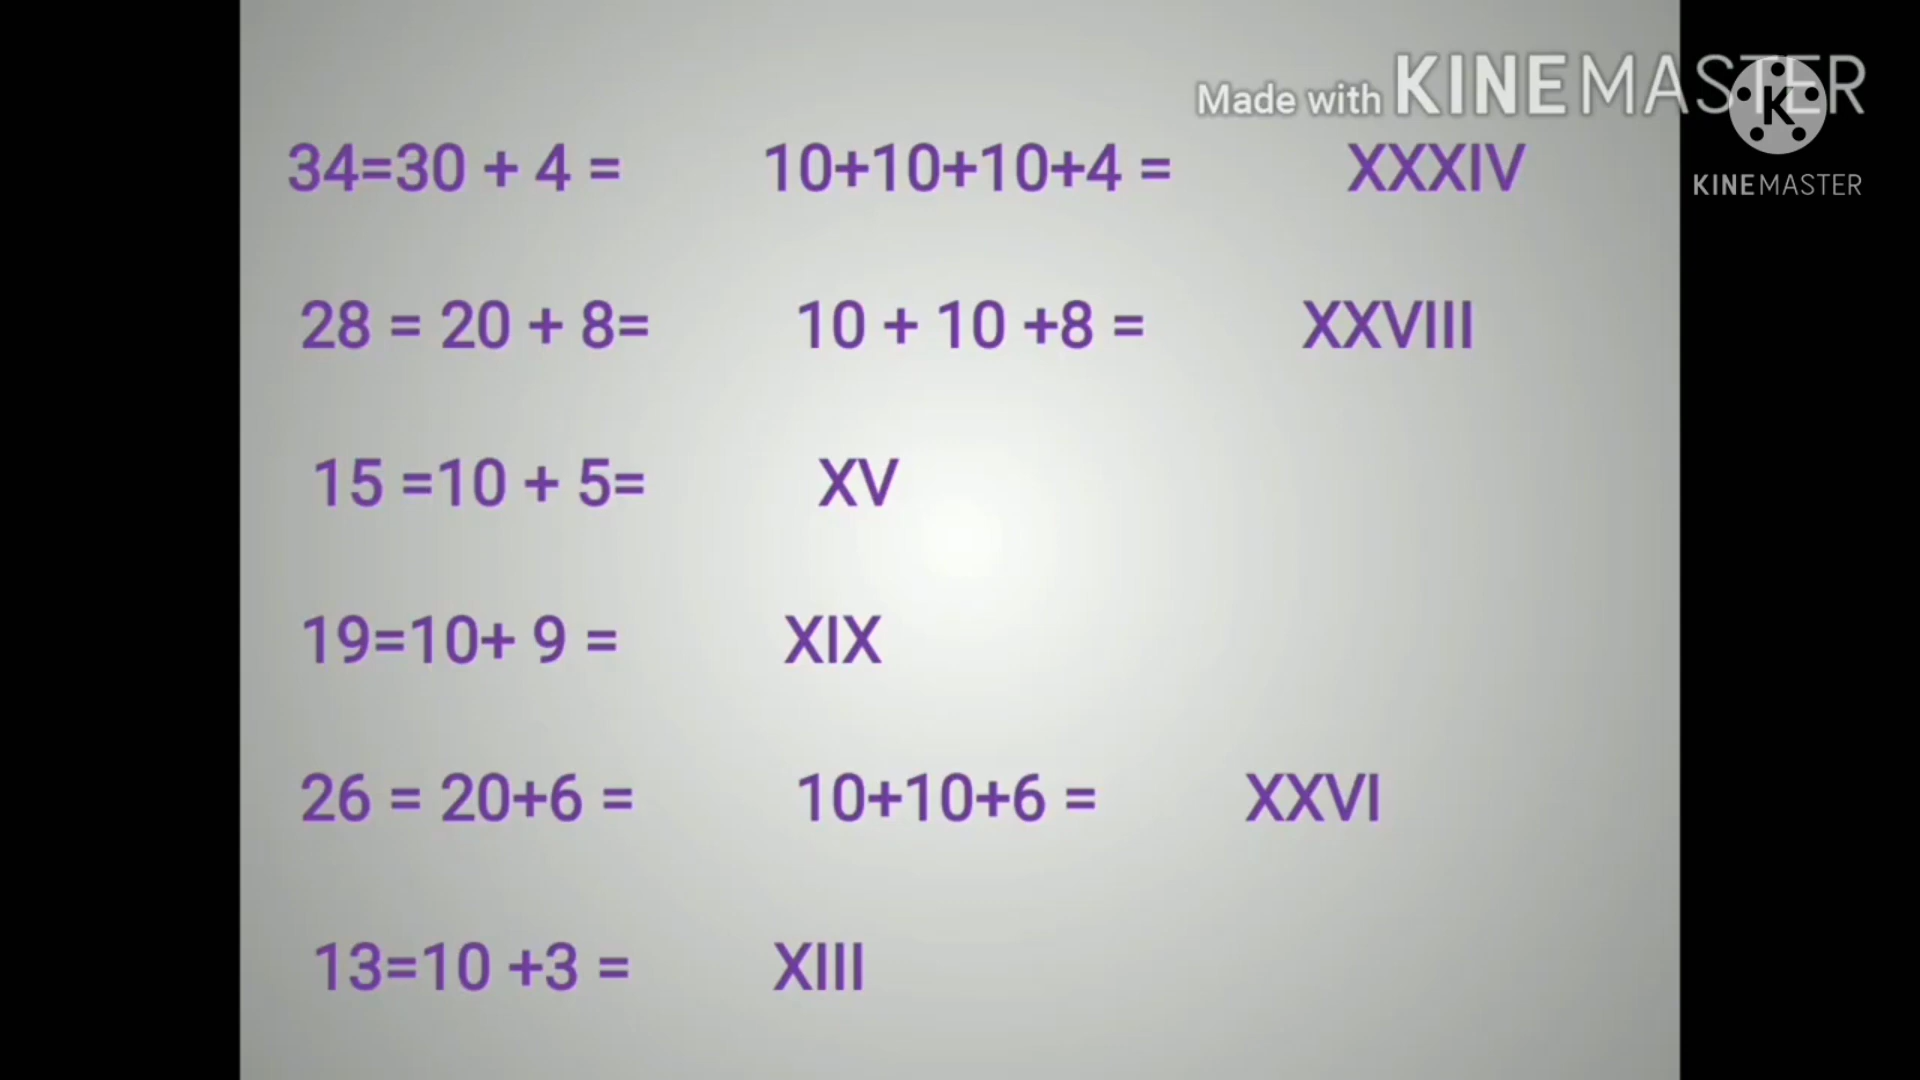 Made with KINEMASTER
K
KINEMASTER
34=30 + 4 = 10+10+10+4 = XXXIV
28 = 20 + 8= 10 + 10 +8 = XXVIII
15 =10 + 5= XV
19=10+ 9 = XIX
26 = 20+6 = 10+10+6 = XXVI
13=10 +3 = XIII